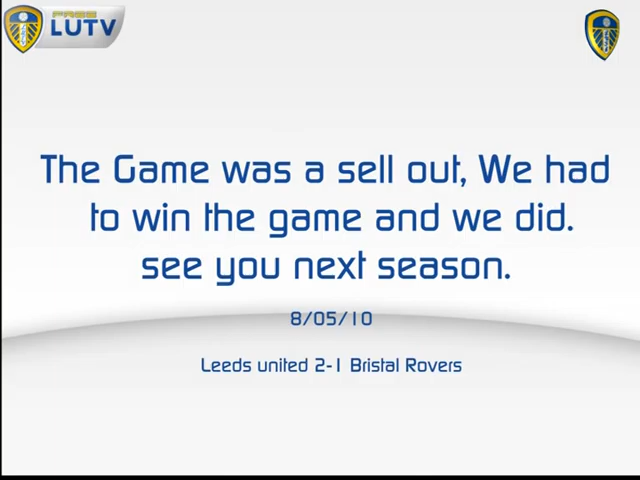 FREE
LUTV
The Game was a sell out, We had
to win the game and we did.
see you next season.
8/05/10
Leeds united 2-1 Bristal Rovers